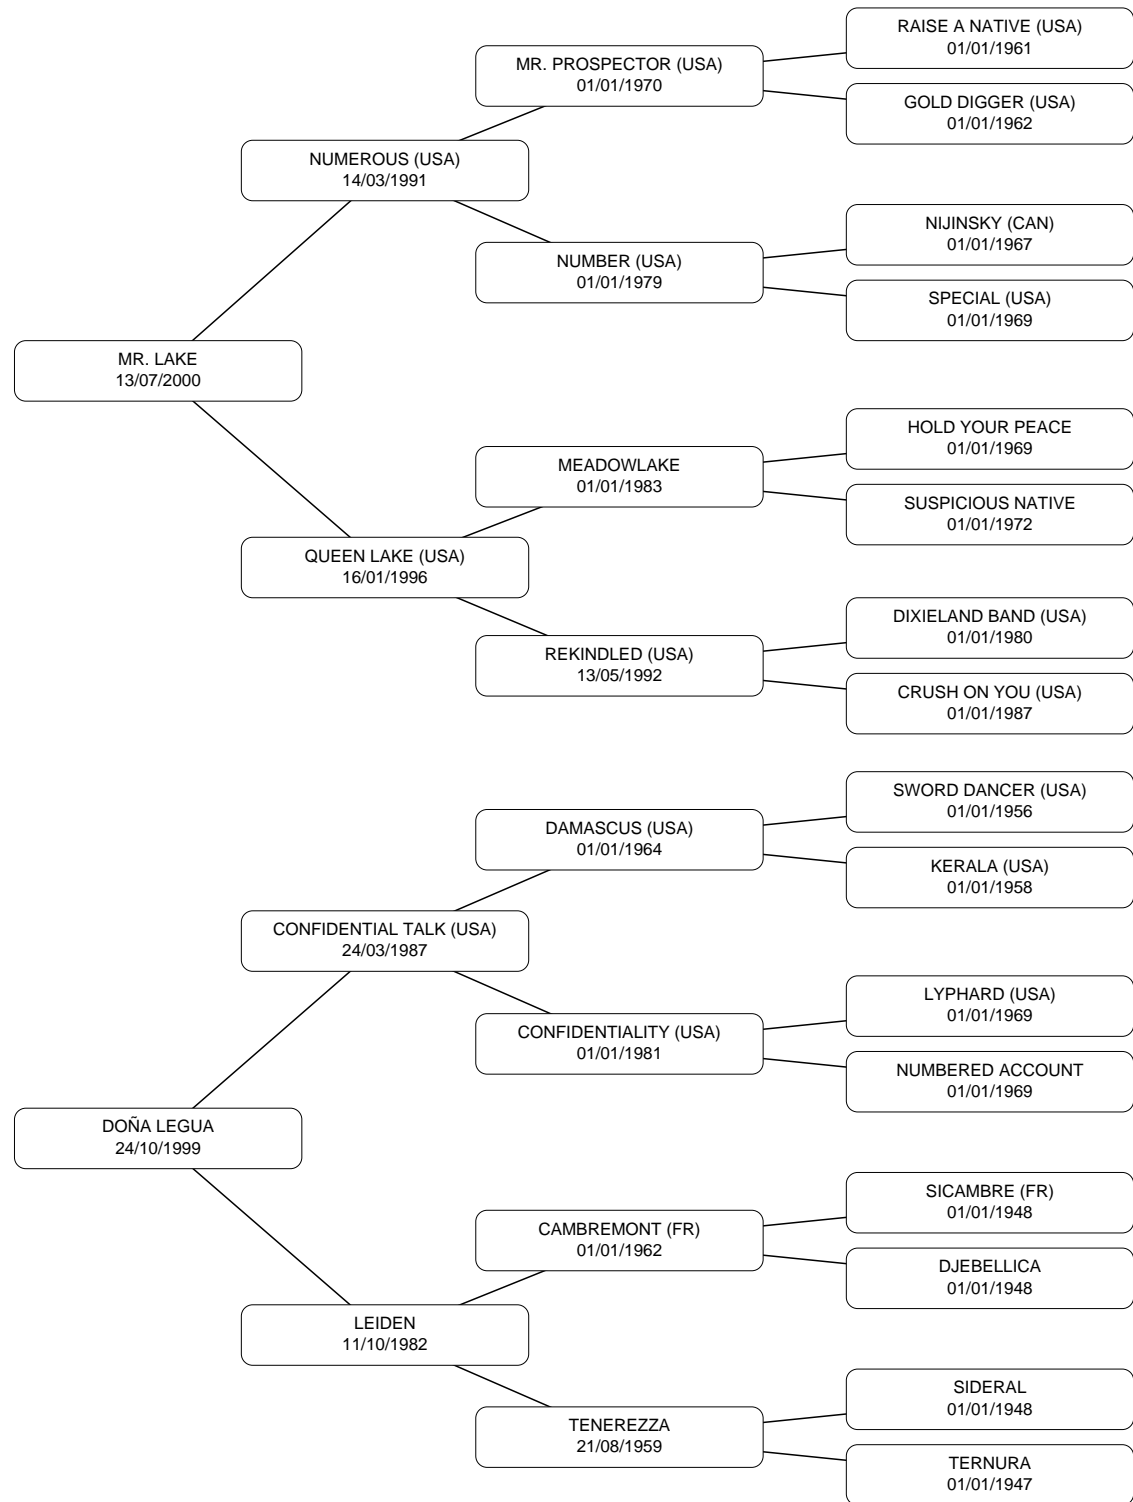 RAISE A NATIVE (USA)
01/01/1961
MR. PROSPECTOR (USA)
01/01/1970
GOLD DIGGER (USA)
01/01/1962
NUMEROUS (USA)
14/03/1991
NIJINSKY (CAN)
01/01/1967
NUMBER (USA)
01/01/1979
SPECIAL (USA)
01/01/1969
MR. LAKE
13/07/2000
HOLD YOUR PEACE
01/01/1969
MEADOWLAKE
01/01/1983
SUSPICIOUS NATIVE
01/01/1972
QUEEN LAKE (USA)
16/01/1996
DIXIELAND BAND (USA)
01/01/1980
REKINDLED (USA)
13/05/1992
CRUSH ON YOU (USA)
01/01/1987
SWORD DANCER (USA)
01/01/1956
DAMASCUS (USA)
01/01/1964
KERALA (USA)
01/01/1958
CONFIDENTIAL TALK (USA)
24/03/1987
LYPHARD (USA)
01/01/1969
CONFIDENTIALITY (USA)
01/01/1981
NUMBERED ACCOUNT
01/01/1969
DOÑA LEGUA
24/10/1999
SICAMBRE (FR)
01/01/1948
CAMBREMONT (FR)
01/01/1962
DJEBELLICA
01/01/1948
LEIDEN
11/10/1982
SIDERAL
01/01/1948
TENEREZZA
21/08/1959
TERNURA
01/01/1947